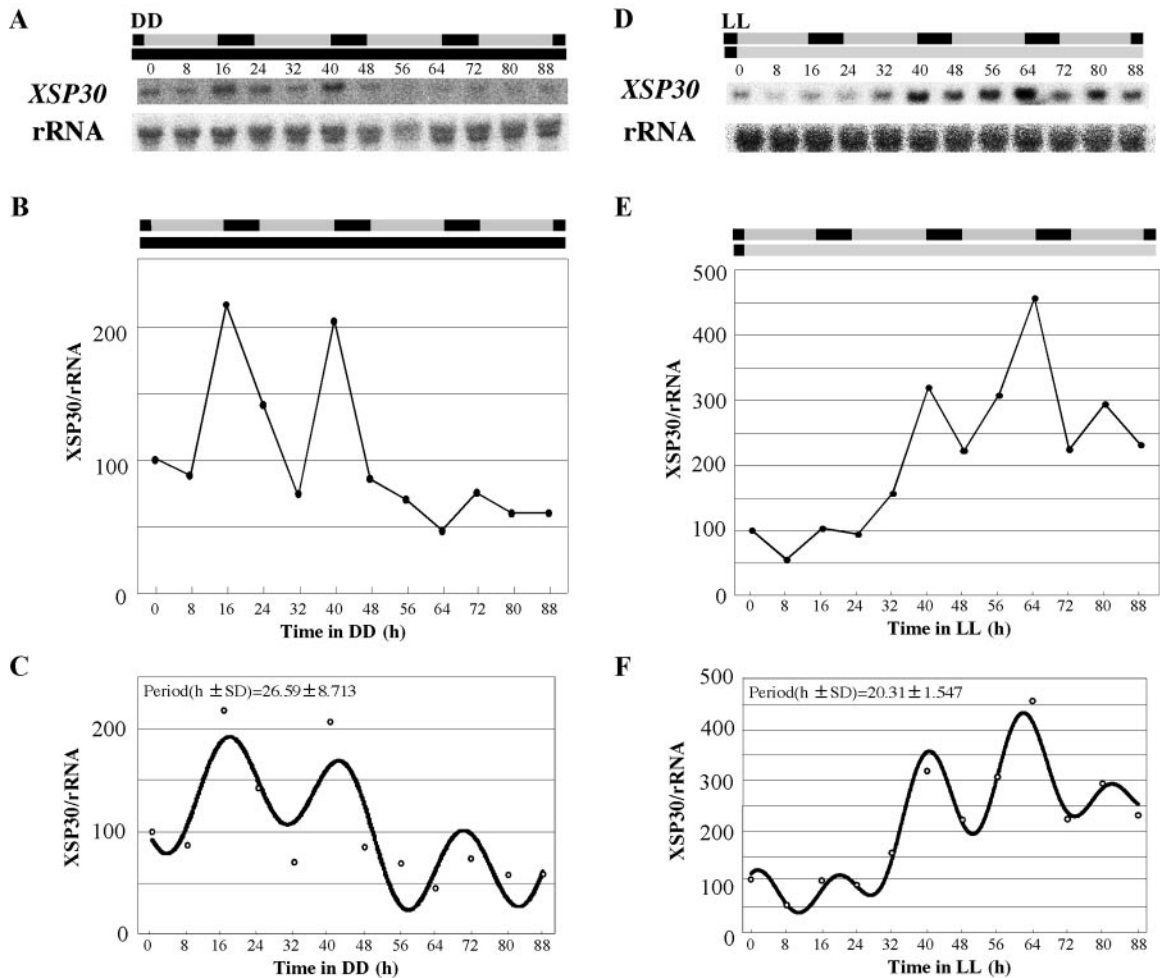 A
DD
0 8 16 24 32 40 48 56 64 72 80 88
XSP30
rRNA
D
LL
0 8 16 24 32 40 48 56 64 72 80 88
XSP30
rRNA
B
XSP30/rRNA
200
100
0
0 8 16 24 32 40 48 56 64 72 80 88
Time in DD (h)
E
XSP30/rRNA
500
400
300
200
100
0
0 8 16 24 32 40 48 56 64 72 80 88
Time in LL (h)
C
Period(h ±SD)=26.59±8.713
XSP30/rRNA
200
100
0
0 8 16 24 32 40 48 56 64 72 80 88
Time in DD (h)
F
Period(h ±SD)=20.31±1.547
XSP30/rRNA
500
400
300
200
100
0
0 8 16 24 32 40 48 56 64 72 80 88
Time in LL (h)